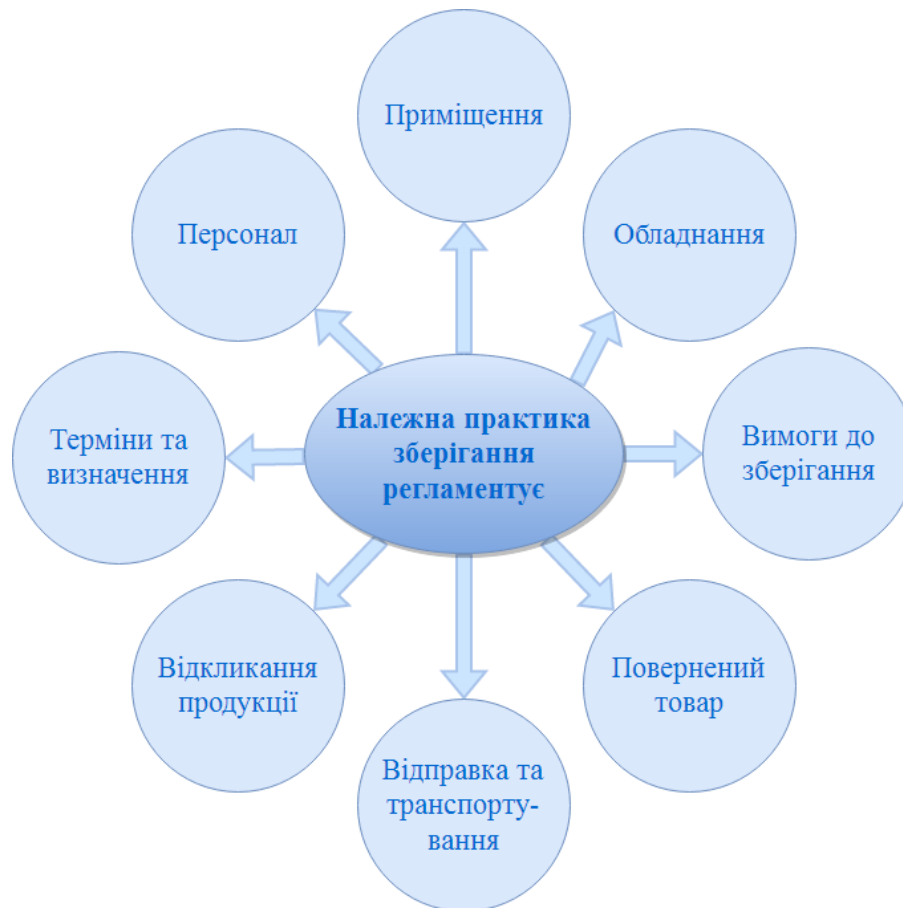 Приміщення
Персонал
Обладнання
Належна практика
зберігання
регламентує
Терміни та
визначення
Вимоги до
зберігання
Відкликання
продукції
Повернений
товар
Відправка та
транспорту-
вання